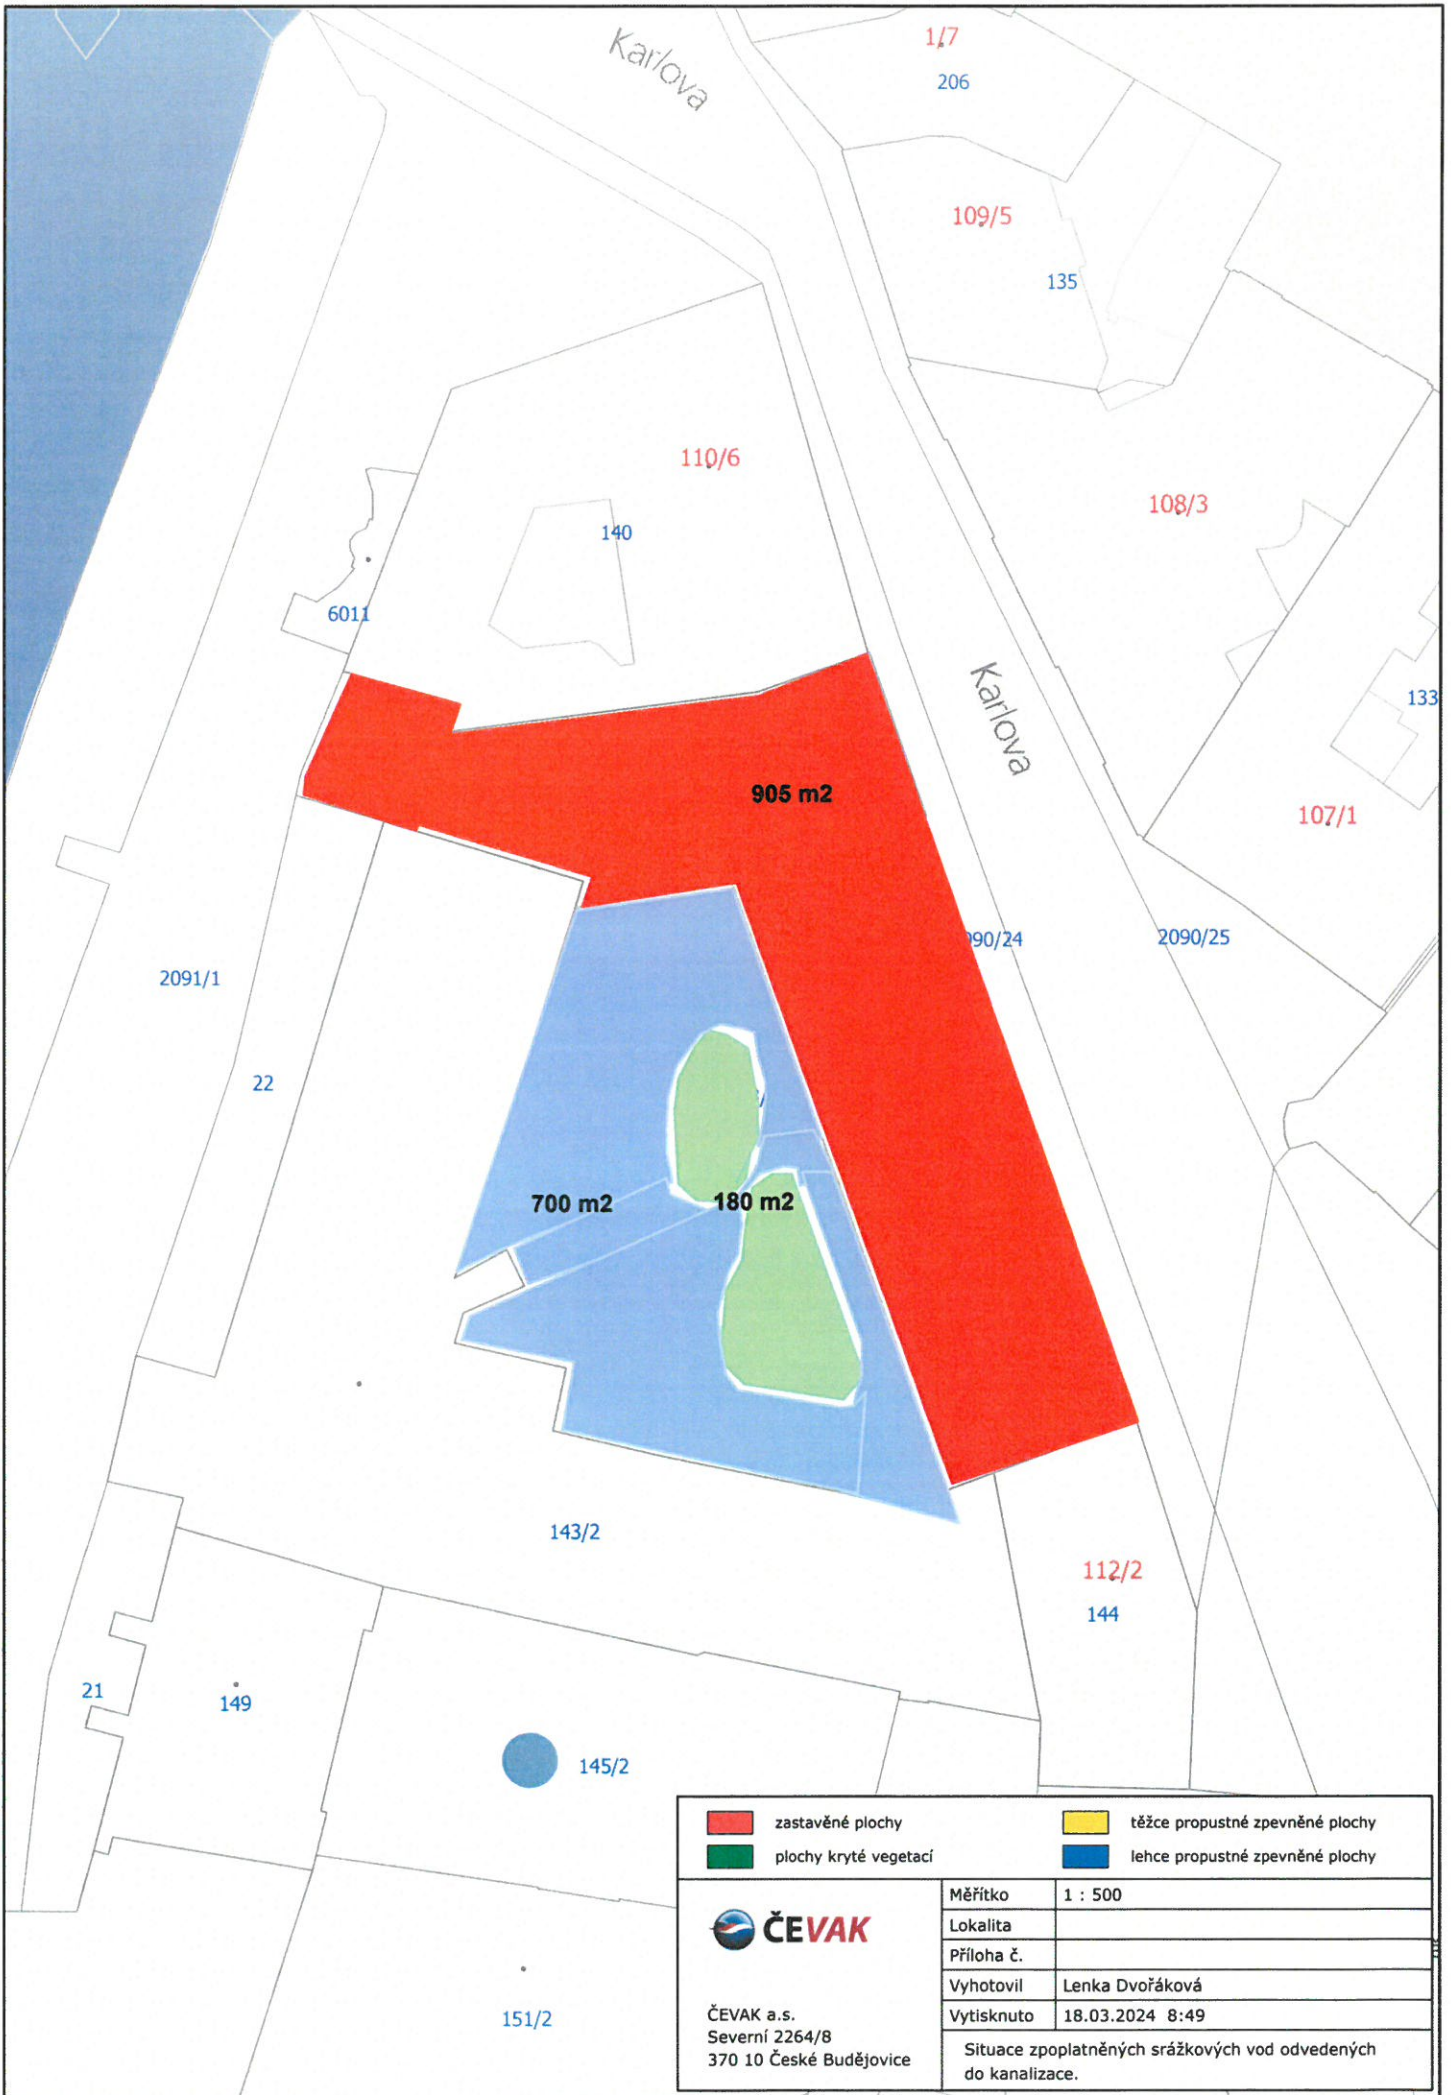 Karlova
1/7
206
109/5
135
110/6
140
108/3
6011
Karlova
133
905 m2
107/1
090/24
2090/25
2091/1
22
700 m2
180 m2
143/2
112/2
144
21
149
145/2
151/2
zastavěné plochy
těžce propustné zpevněné plochy
plochy kryté vegetací
lehce propustné zpevněné plochy
ČEVAK
ČEVAK a.s.
Severní 2264/8
370 10 České Budějovice
Měřítko 1 : 500
Lokalita
Příloha č.
Vyhotovil Lenka Dvořáková
Vytisknuto 18.03.2024 8:49
Situace zpoplatněných srážkových vod odvedených
do kanalizace.